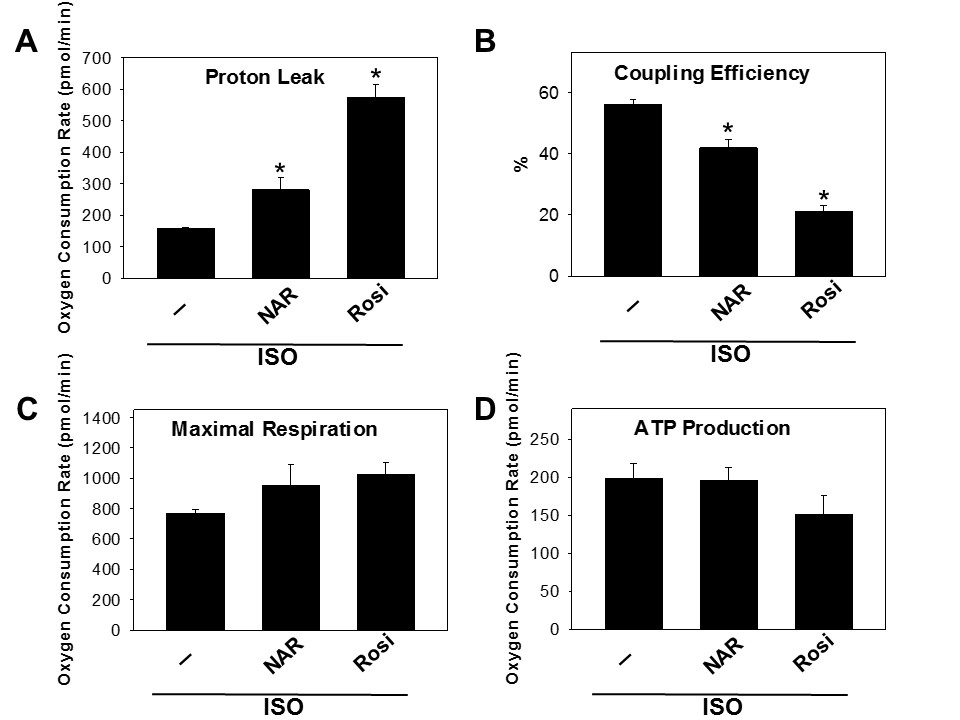 A
Oxygen Consumption Rate (pmol/min)
Proton Leak
700
600
500
400
300
200
100
0
*
*
–
NAR
Rosi
ISO
B
%
Coupling Efficiency
60
40
20
0
*
*
–
NAR
Rosi
ISO
C
Oxygen Consumption Rate (pmol/min)
Maximal Respiration
1400
1200
1000
800
600
400
200
0
–
NAR
Rosi
ISO
D
Oxygen Consumption Rate (pmol/min)
ATP Production
250
200
150
100
50
0
–
NAR
Rosi
ISO